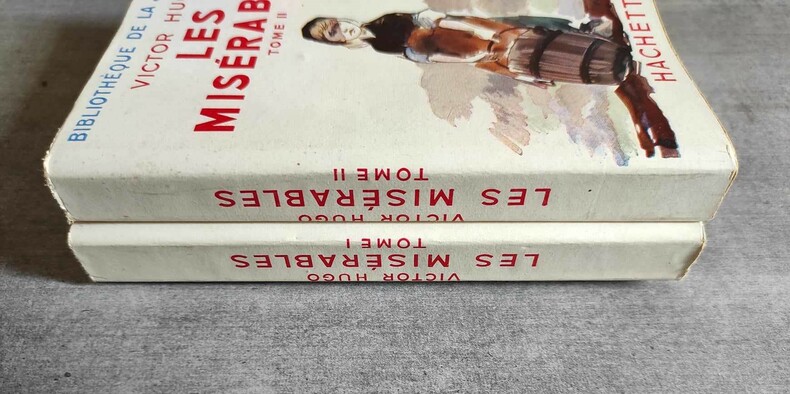 BIBLIOTHÈQUE DE LA
VICTOR HU
LES
MISÉRAB
TOME II
HACHETT
VICTOR HUGO
LES MISÉRABLES
TOME II
VICTOR HUGO
LES MISÉRABLES
TOME I